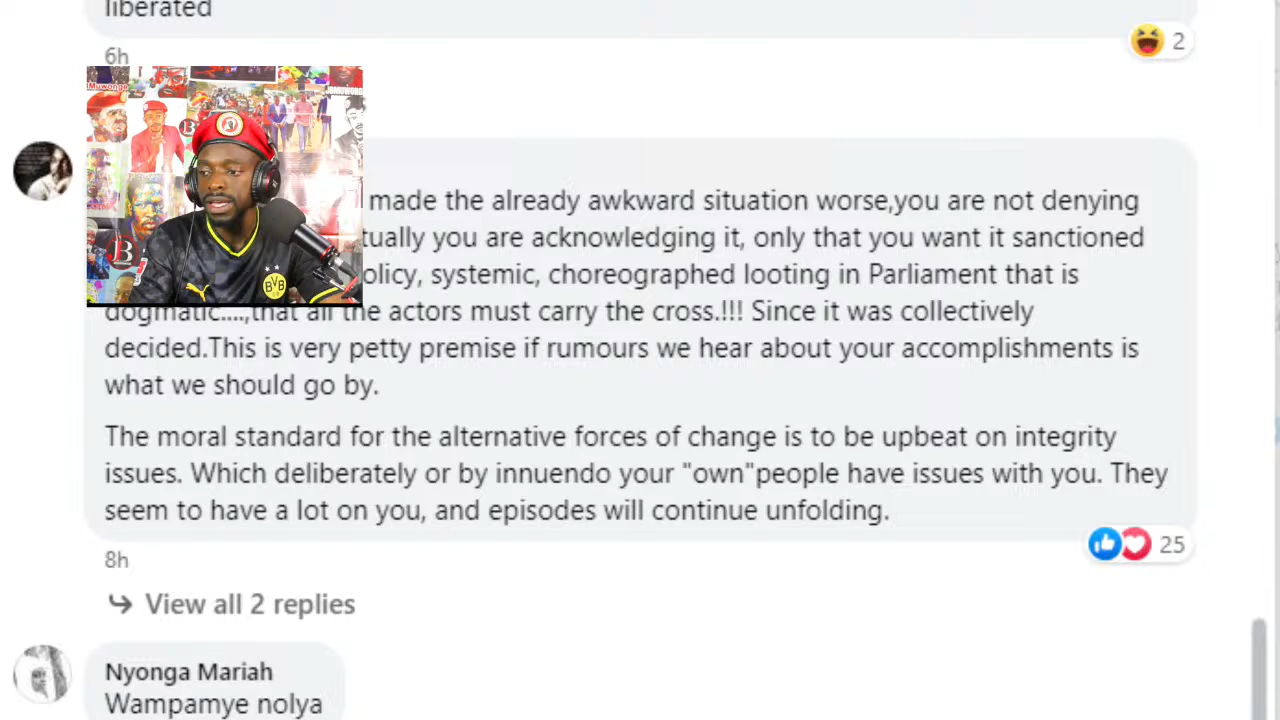 liberated
6h
2
Muwonge
made the already awkward situation worse,you are not denying
tually you are acknowledging it, only that you want it sanctioned
olicy, systemic, choreographed looting in Parliament that is
dogmatic....,that all the actors must carry the cross.!!! Since it was collectively
decided.This is very petty premise if rumours we hear about your accomplishments is
what we should go by.
BVB
The moral standard for the alternative forces of change is to be upbeat on integrity
issues. Which deliberately or by innuendo your "own"people have issues with you. They
seem to have a lot on you, and episodes will continue unfolding.
25
8h
View all 2 replies
Nyonga Mariah
Wampamye nolya